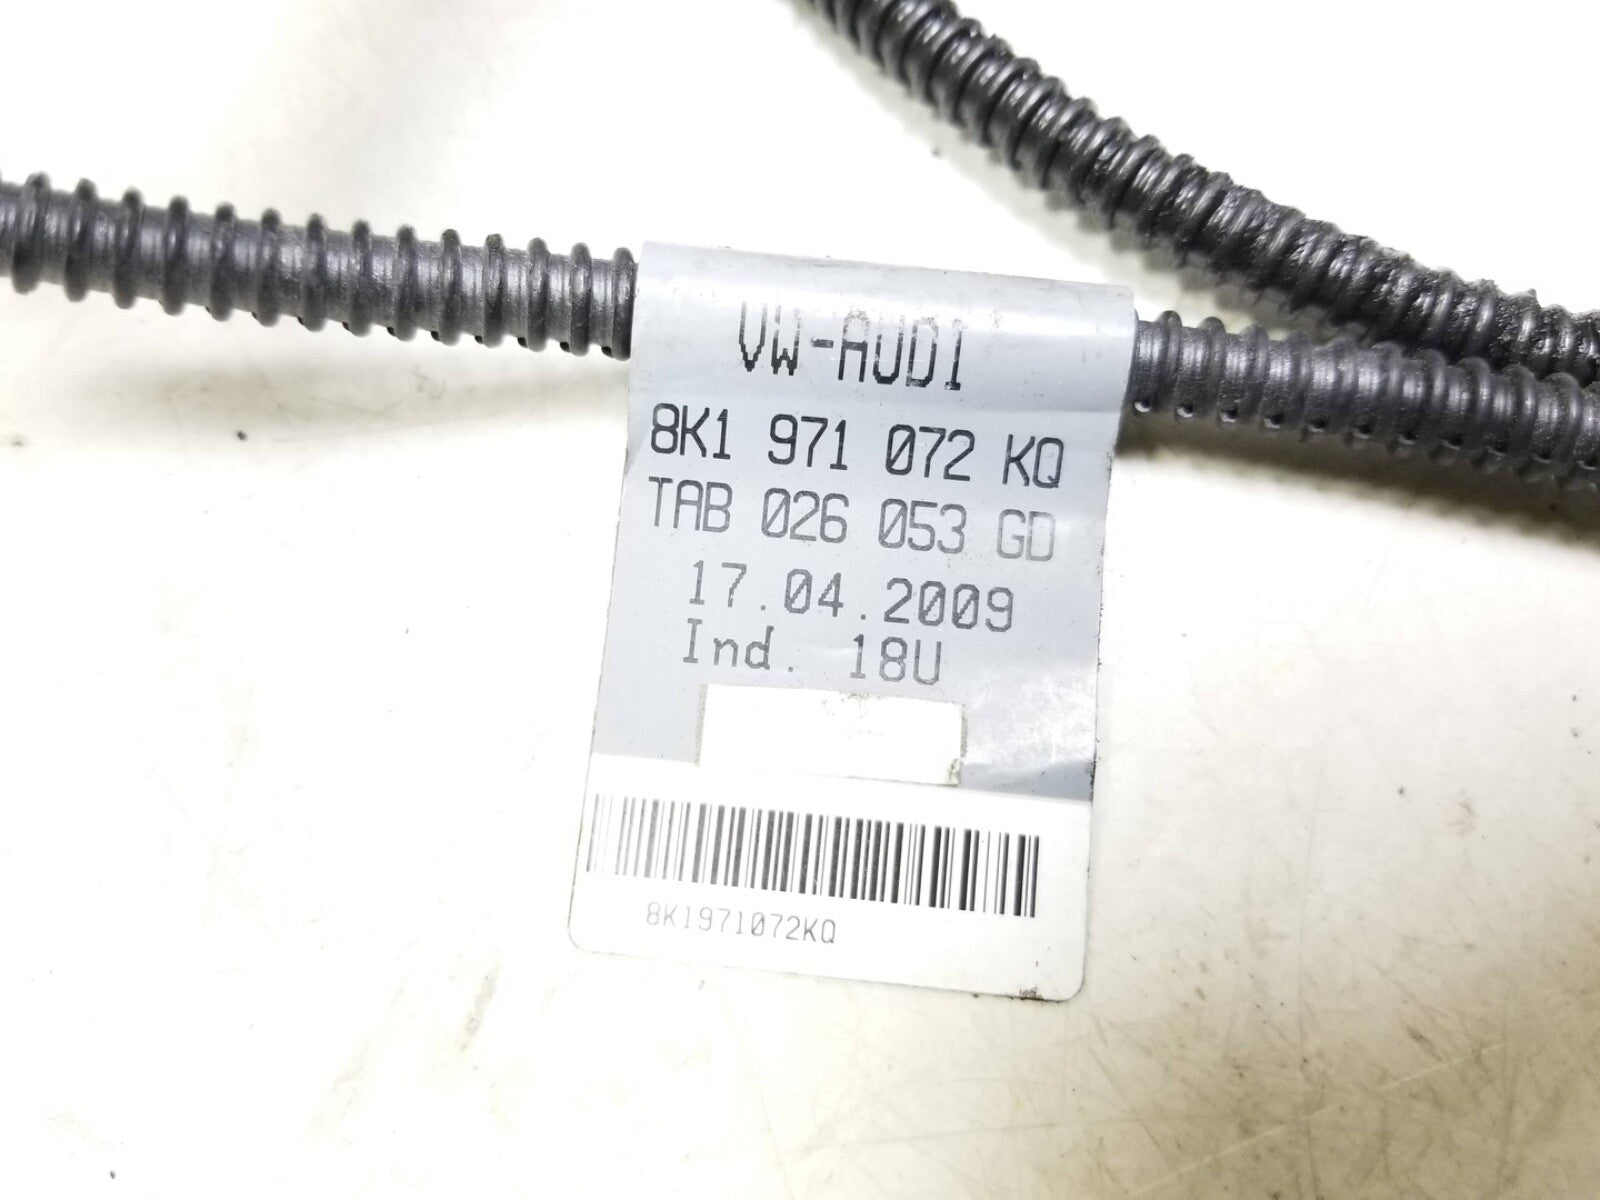 VW-AUDI
8K1 971 072 KQ
TAB 026 053 GD
17.04.2009
Ind. 18U
8K1971072KQ